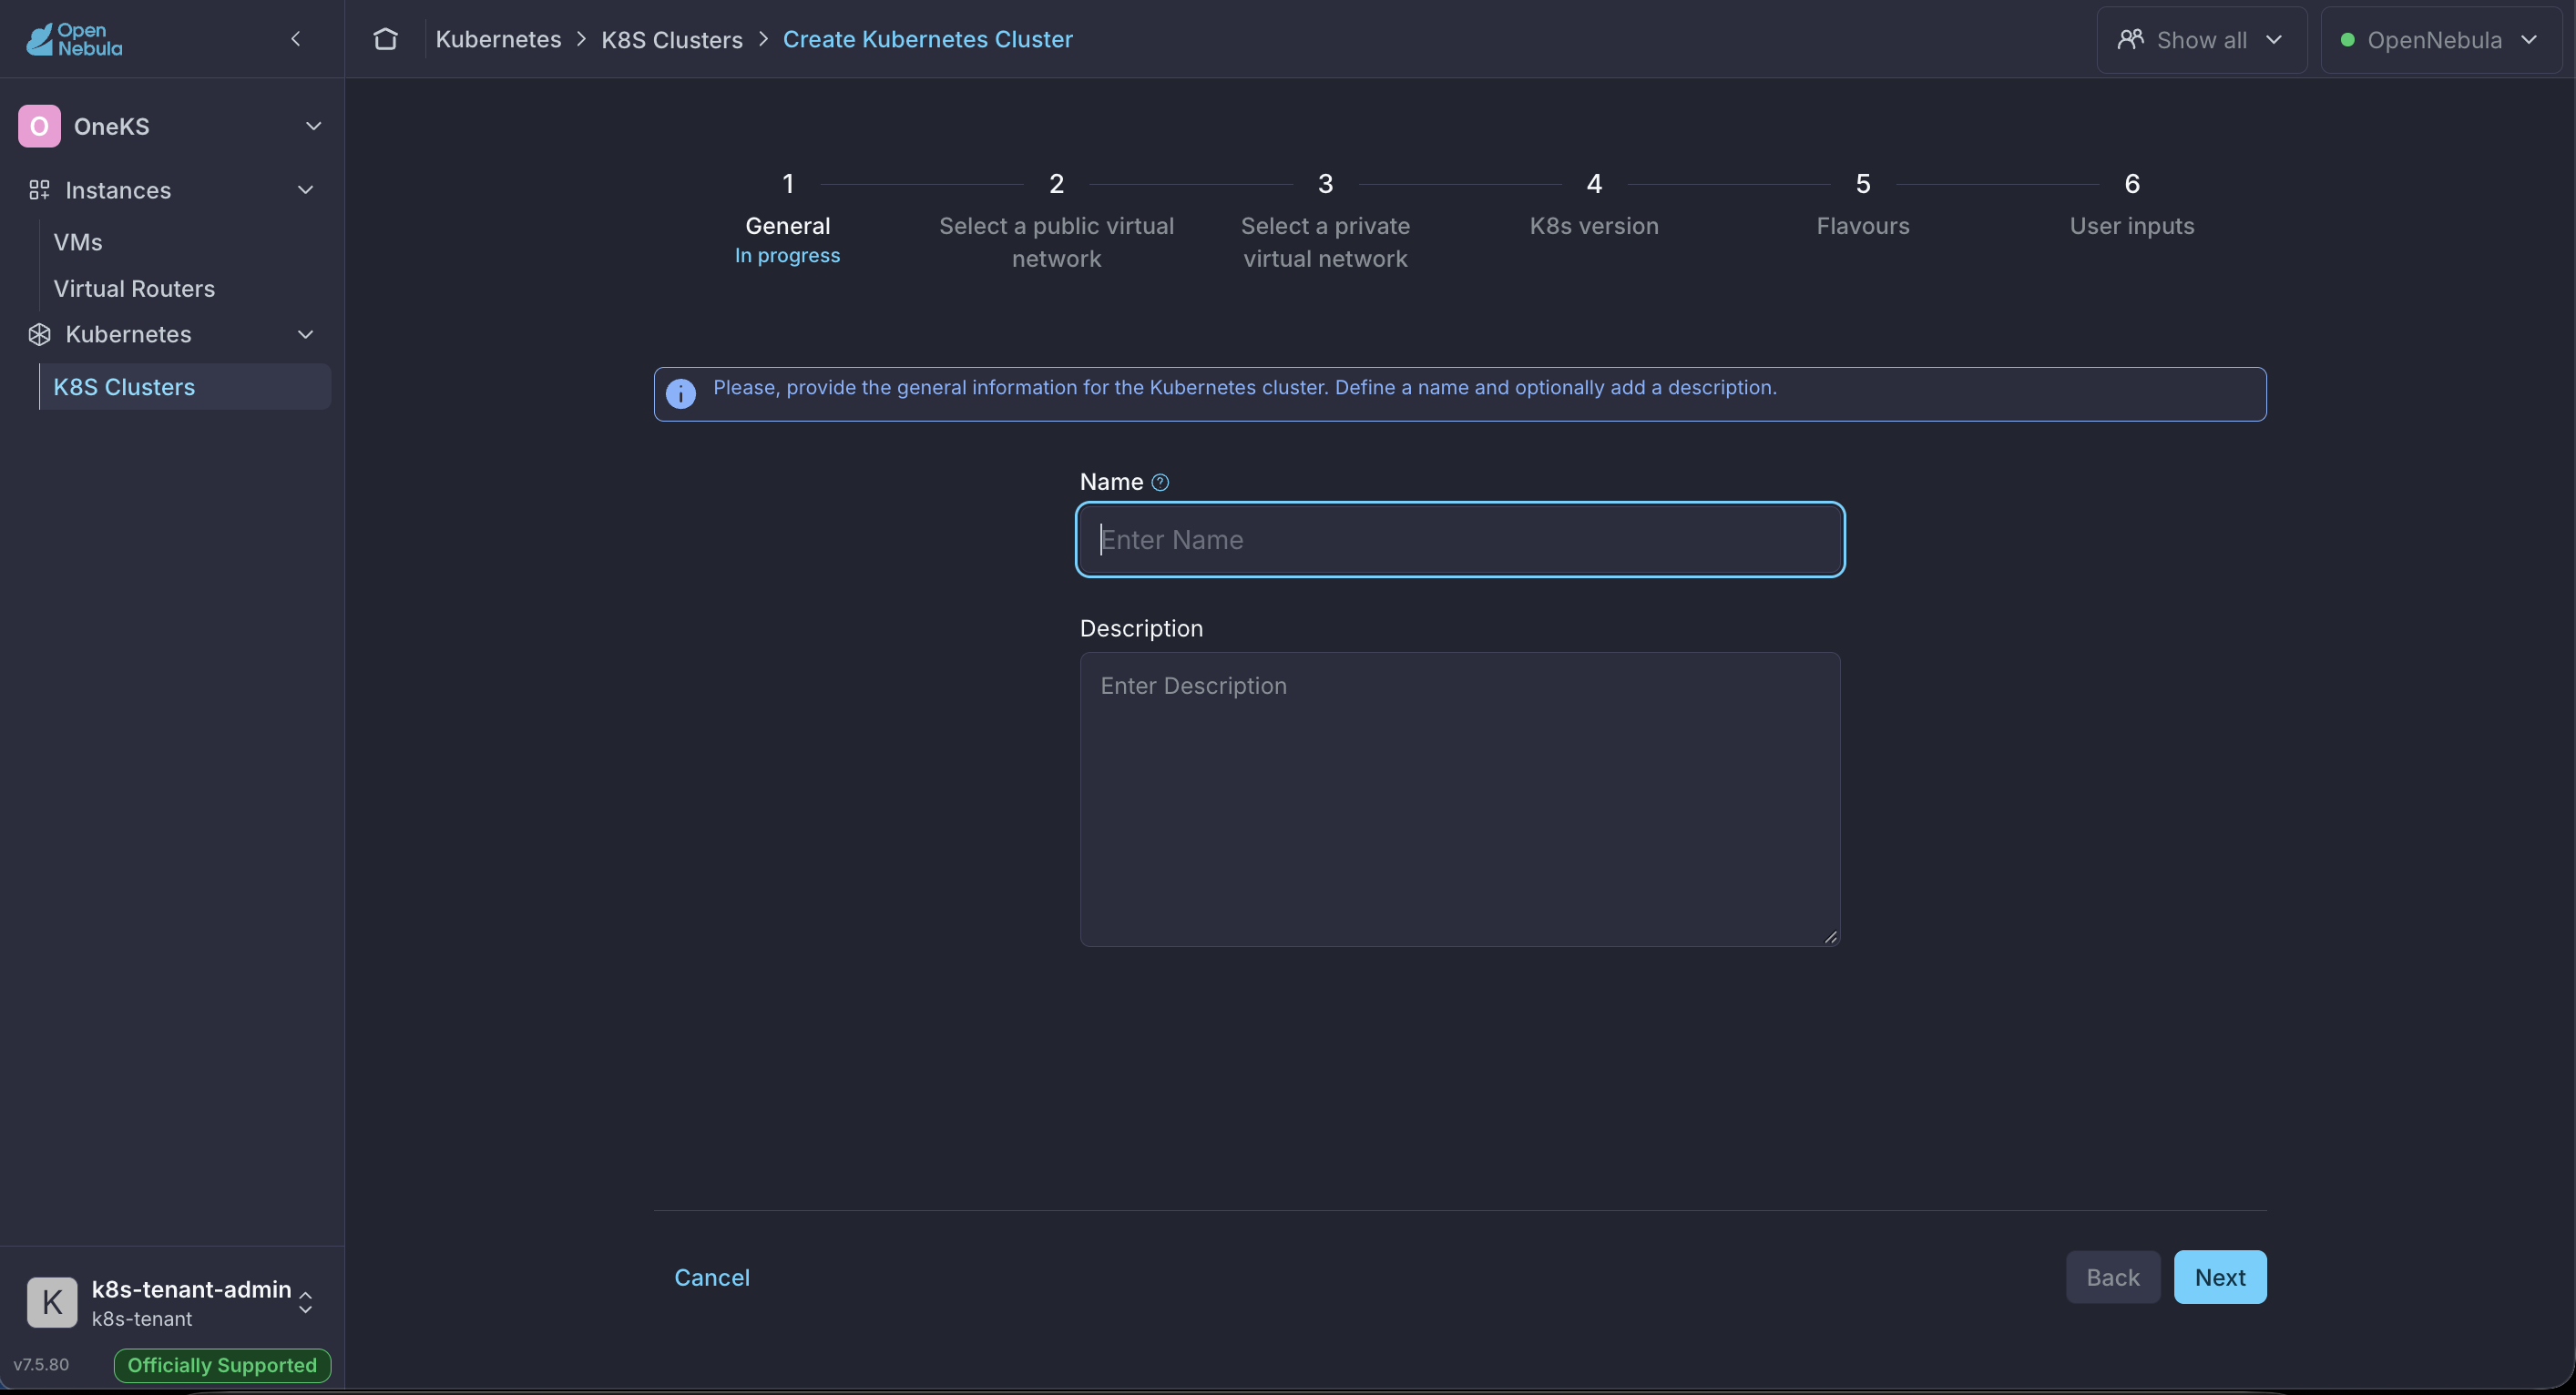 Open
Nebula
Kubernetes > K8S Clusters > Create Kubernetes Cluster
Show all
OpenNebula
O
OneKS
Instances
VMs
Virtual Routers
Kubernetes
K8S Clusters
1
General
In progress
2
Select a public virtual
network
3
Select a private
virtual network
4
K8s version
5
Flavours
6
User inputs
Please, provide the general information for the Kubernetes cluster. Define a name and optionally add a description.
Name
Enter Name
Description
Enter Description
Cancel
Back
Next
K
k8s-tenant-admin
k8s-tenant
v7.5.80
Officially Supported